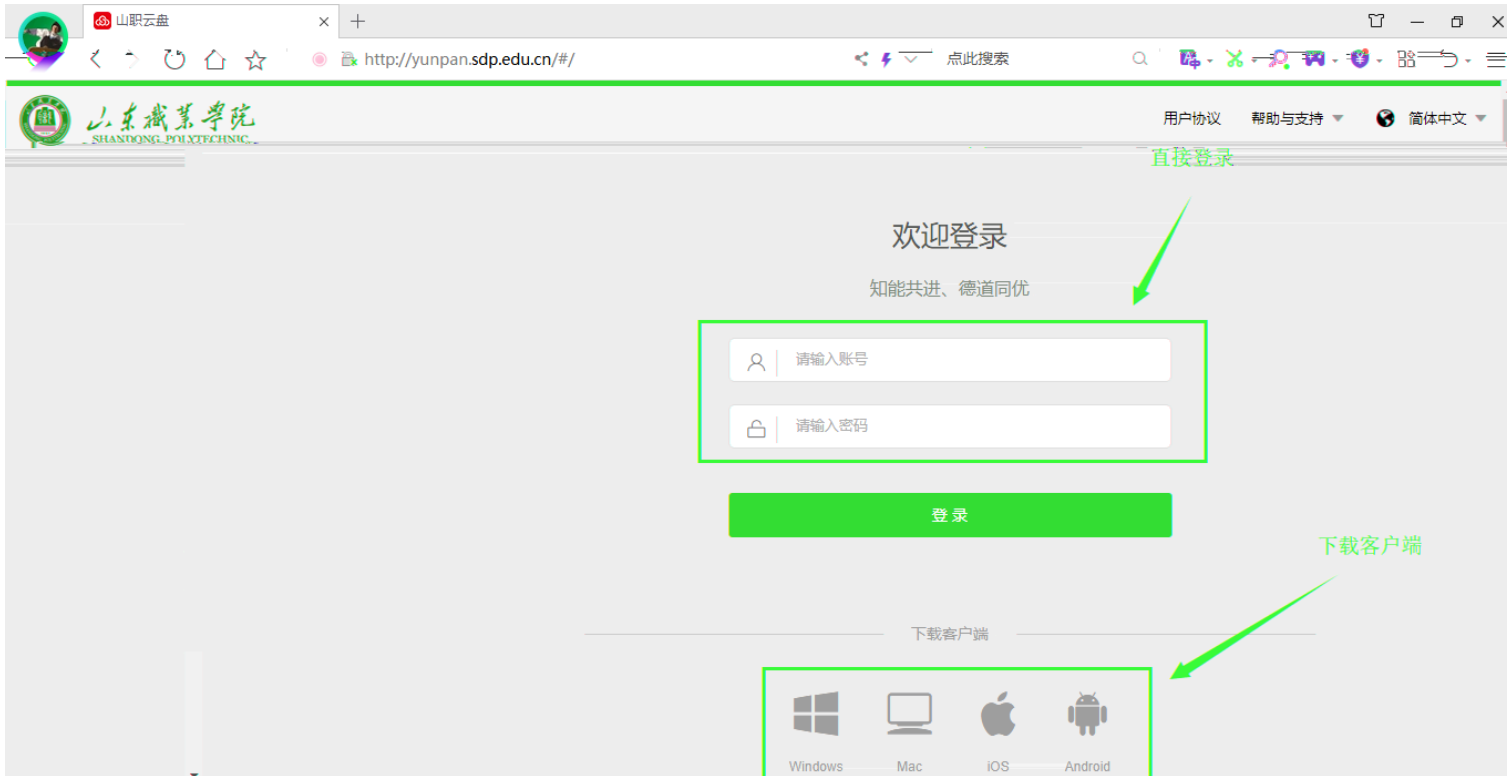 山职云盘
http://yunpan.sdp.edu.cn/#/
点此搜索
山东职业学院
SHANDONG POLYTECHNIC
用户协议 帮助与支持 简体中文
直接登录
欢迎登录
知能共进、德道同优
请输入账号
请输入密码
登录
下载客户端
下载客户端
Windows Mac iOS Android